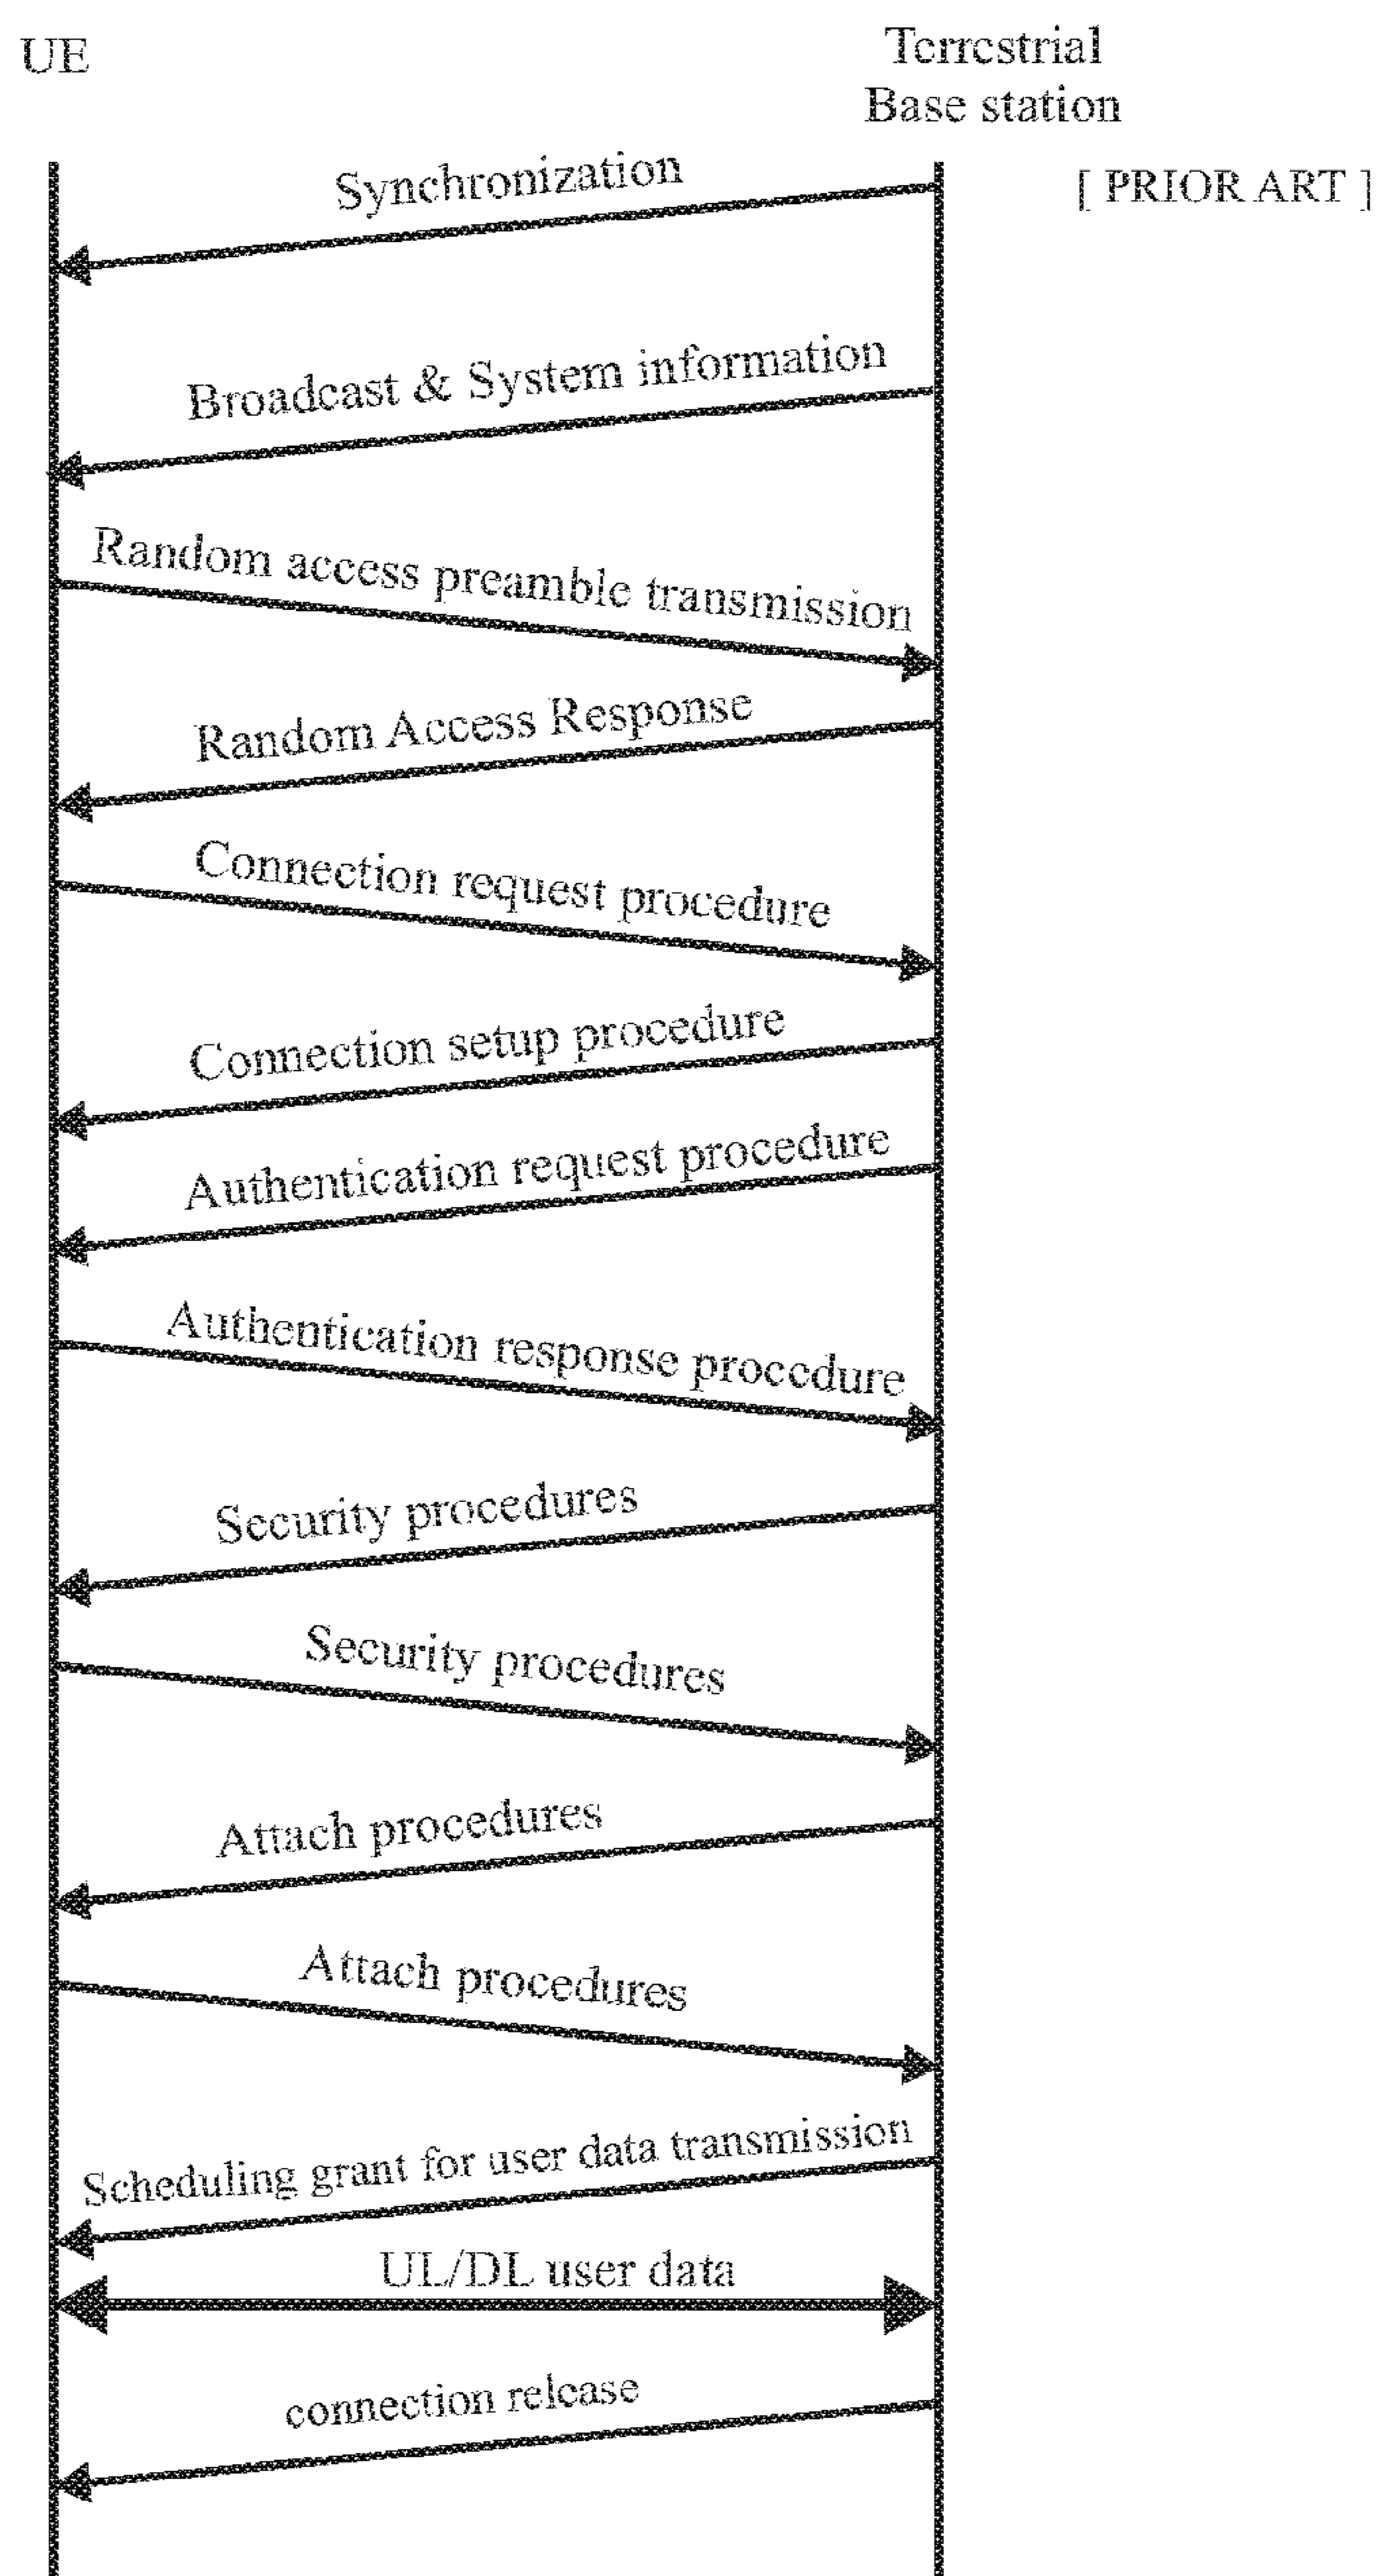 UE
Terrestrial
Base station
[ PRIOR ART ]
Synchronization
Broadcast & System information
Random access preamble transmission
Random Access Response
Connection request procedure
Connection setup procedure
Authentication request procedure
Authentication response procedure
Security procedures
Security procedures
Attach procedures
Attach procedures
Scheduling grant for user data transmission
UL/DL user data
connection release